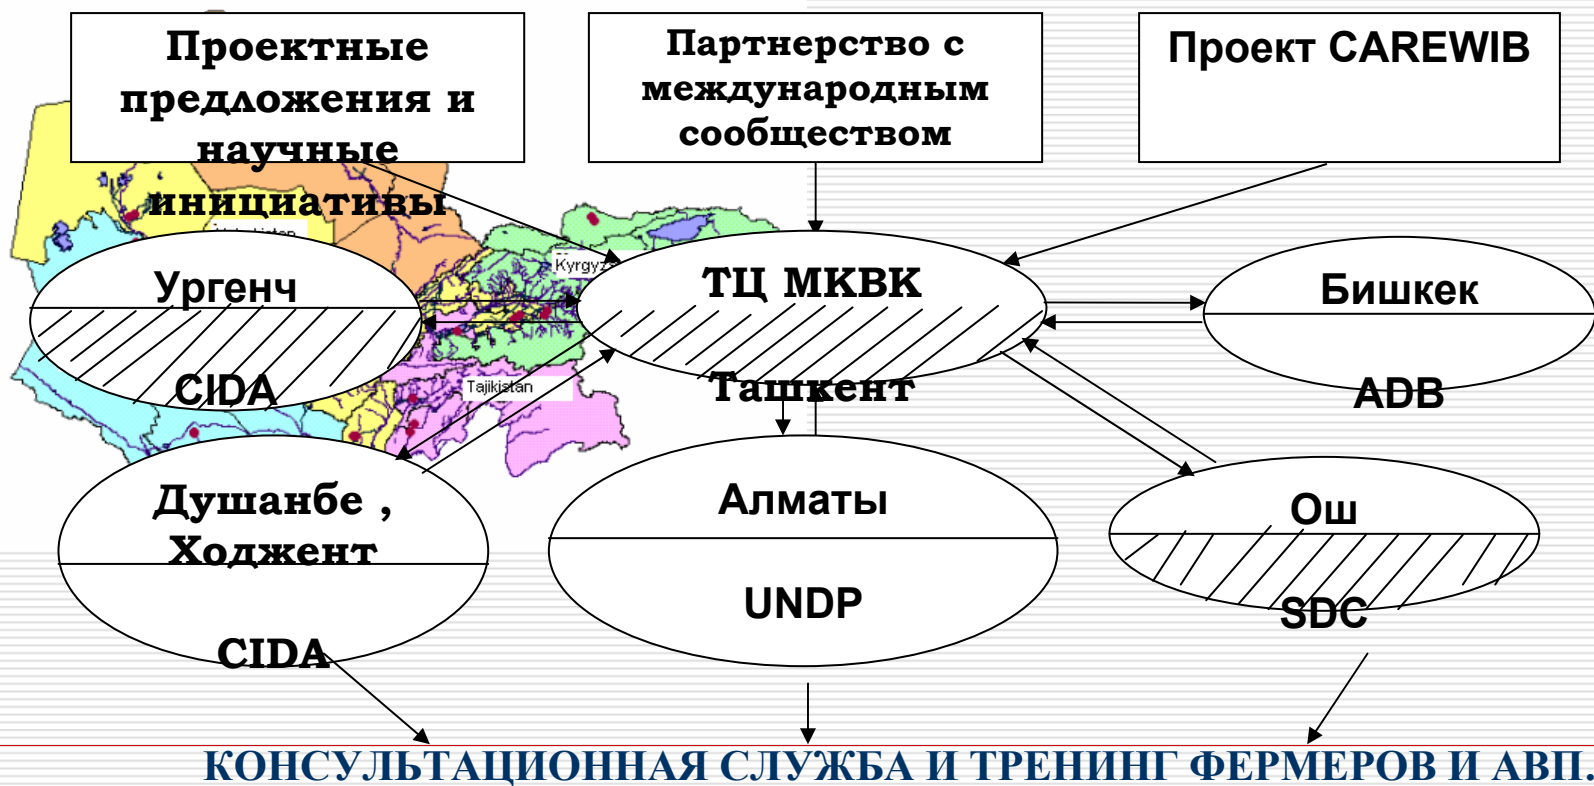 Проектные
предложения и
научные
инициативы
Партнерство с
международным
сообществом
Проект CAREWIB
Ургенч
CIDA
ТЦ МКВК
Ташкент
Бишкек
ADB
Tajikistan
Душанбе ,
Ходжент
CIDA
Алматы
UNDP
Ош
SDC
КОНСУЛЬТАЦИОННАЯ СЛУЖБА И ТРЕНИНГ ФЕРМЕРОВ И АВП.